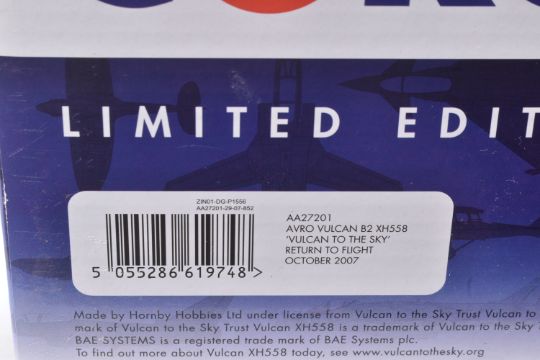 LIMITED EDIT
ZIN01-DG-P1556
AA27201-29-07-852
5 055286 619748 >
AA27201
AVRO VULCAN B2 XH558
'VULCAN TO THE SKY'
RETURN TO FLIGHT
OCTOBER 2007
Made by Hornby Hobbies Ltd under license from Vulcan to the Sky Trust Vulcan to
mark of Vulcan to the Sky Trust Vulcan XH558 is a trademark of Vulcan to the Sky
BAE SYSTEMS is a registered trade mark of BAE Systems plc.
To find out more about Vulcan XH558 today, see www.vulcantothesky.org